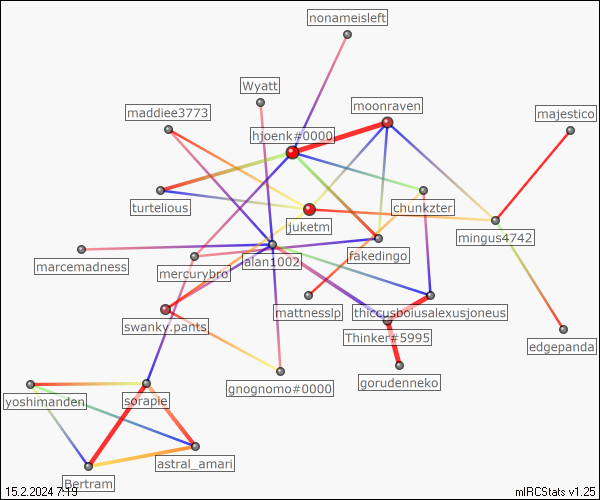 nonameisleft
Wyatt
maddiee3773
moonraven
majestico
hjoenk#0000
turtelious
chunkzter
juketm
mingus4742
fakedingo
alan1002
marcemadness
mercurybro
mattnesslp
thiccusboiusalexusjoneus
swanky.pants
Thinker#5995
edgepanda
gnognomo#0000
gorudenneko
yoshimanden
sorapie
astral_amari
Bertram
15.2.2024 7:19
mIRCStats v1.25